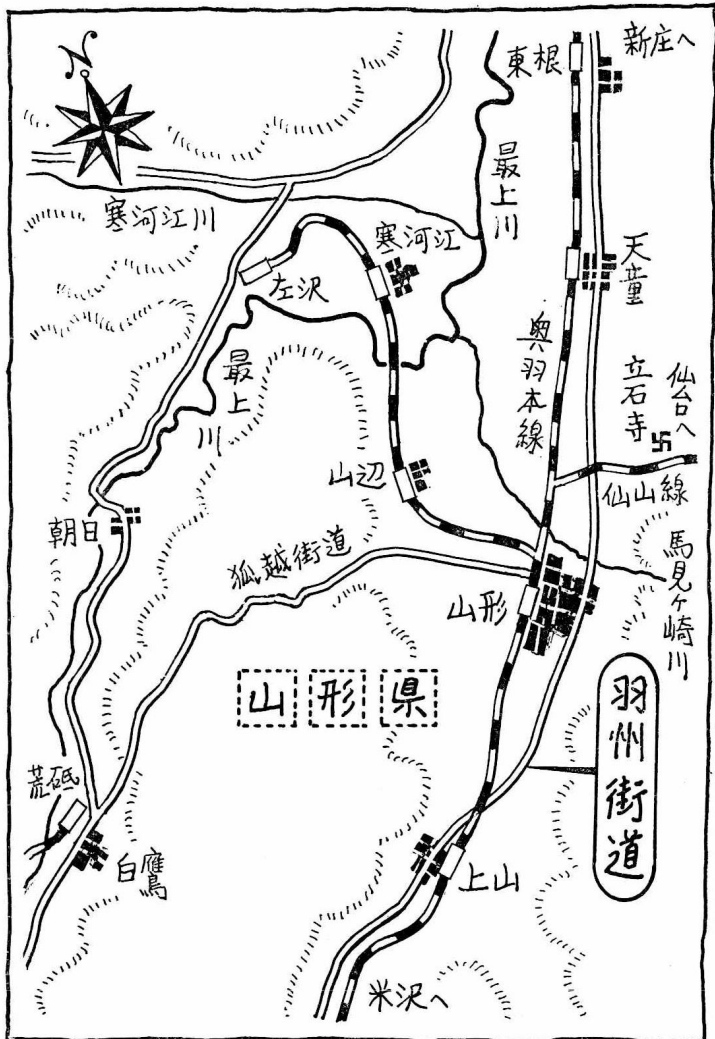 N
新庄へ
東根
最上川
寒河江川
寒河江
左沢
天童
奥羽本線
立石寺
仙台へ
卍
仙山線
最上川
山辺
朝日
狐越街道
馬見ヶ崎川
山形
山形県
羽州街道
荒砥
白鷹
上山
米沢へ